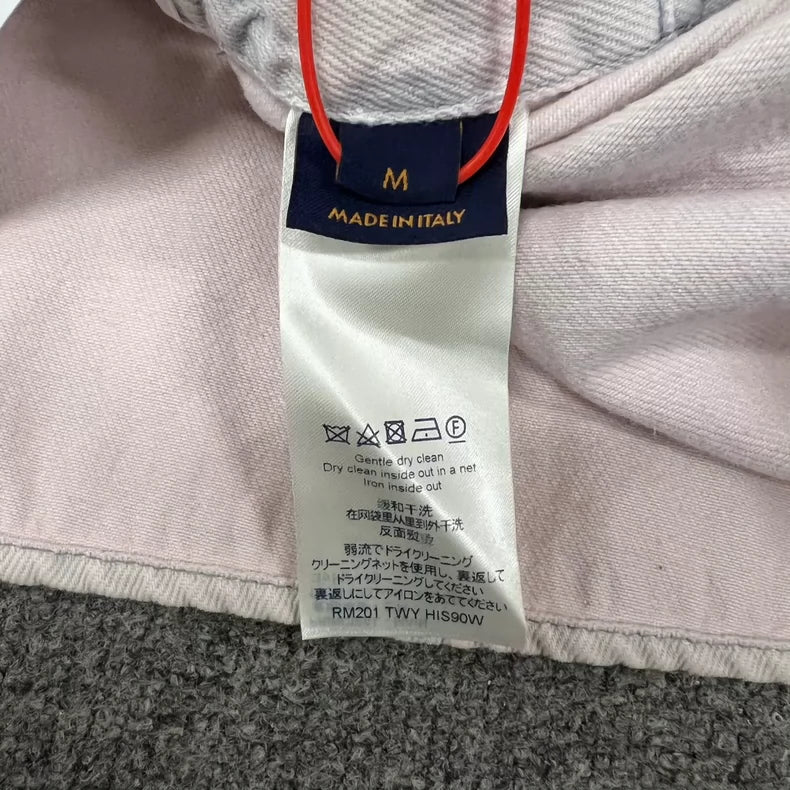 M
MADE IN ITALY
F
Gentle dry clean
Dry clean inside out in a net
Iron inside out
缓和干洗
在网袋里从里到外干洗
反面熨烫
弱流でドライクリーニング
クリーニングネットを使用し、裏返して
ドライクリーニングしてください
裏返しにしてアイロンをあててください
RM201 TWY HIS90W